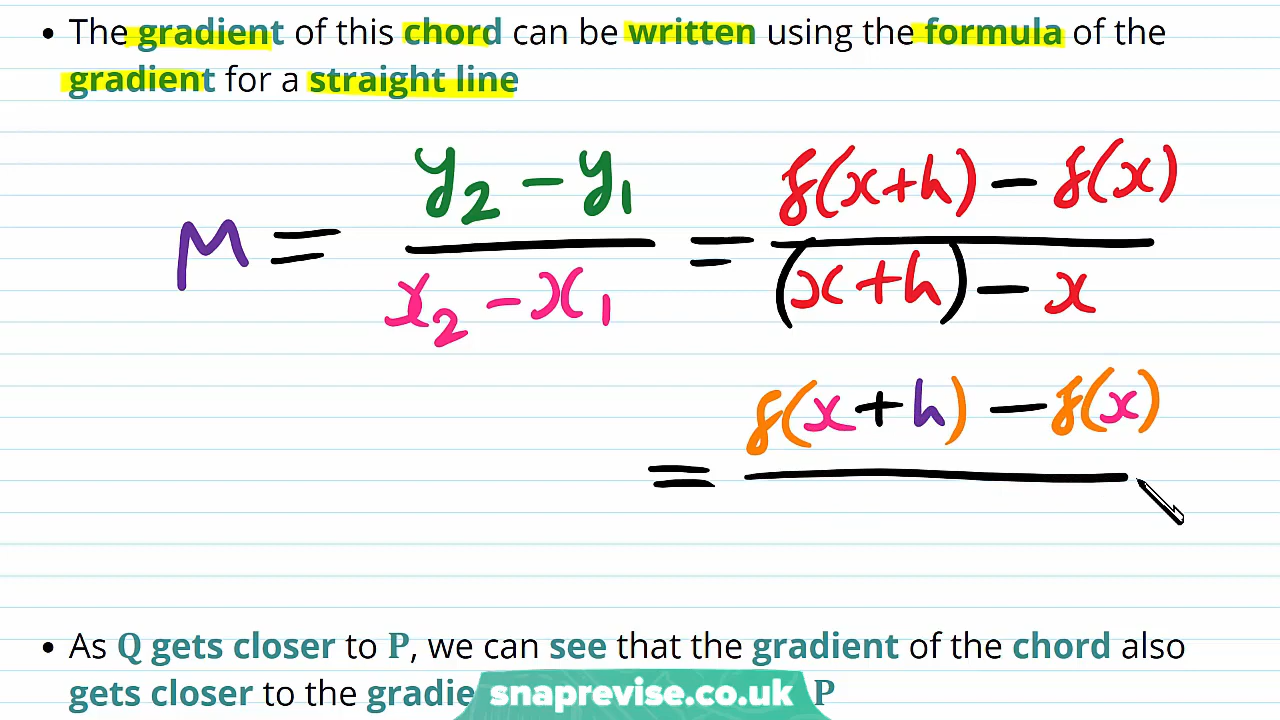 • The gradient of this chord can be written using the formula of the
gradient for a straight line
M = y₂ - y₁ / x₂ - x₁ = f(x+h) - f(x) / (x+h) - x
= f(x+h) - f(x)
• As Q gets closer to P, we can see that the gradient of the chord also
gets closer to the P
snaprevise.co.uk